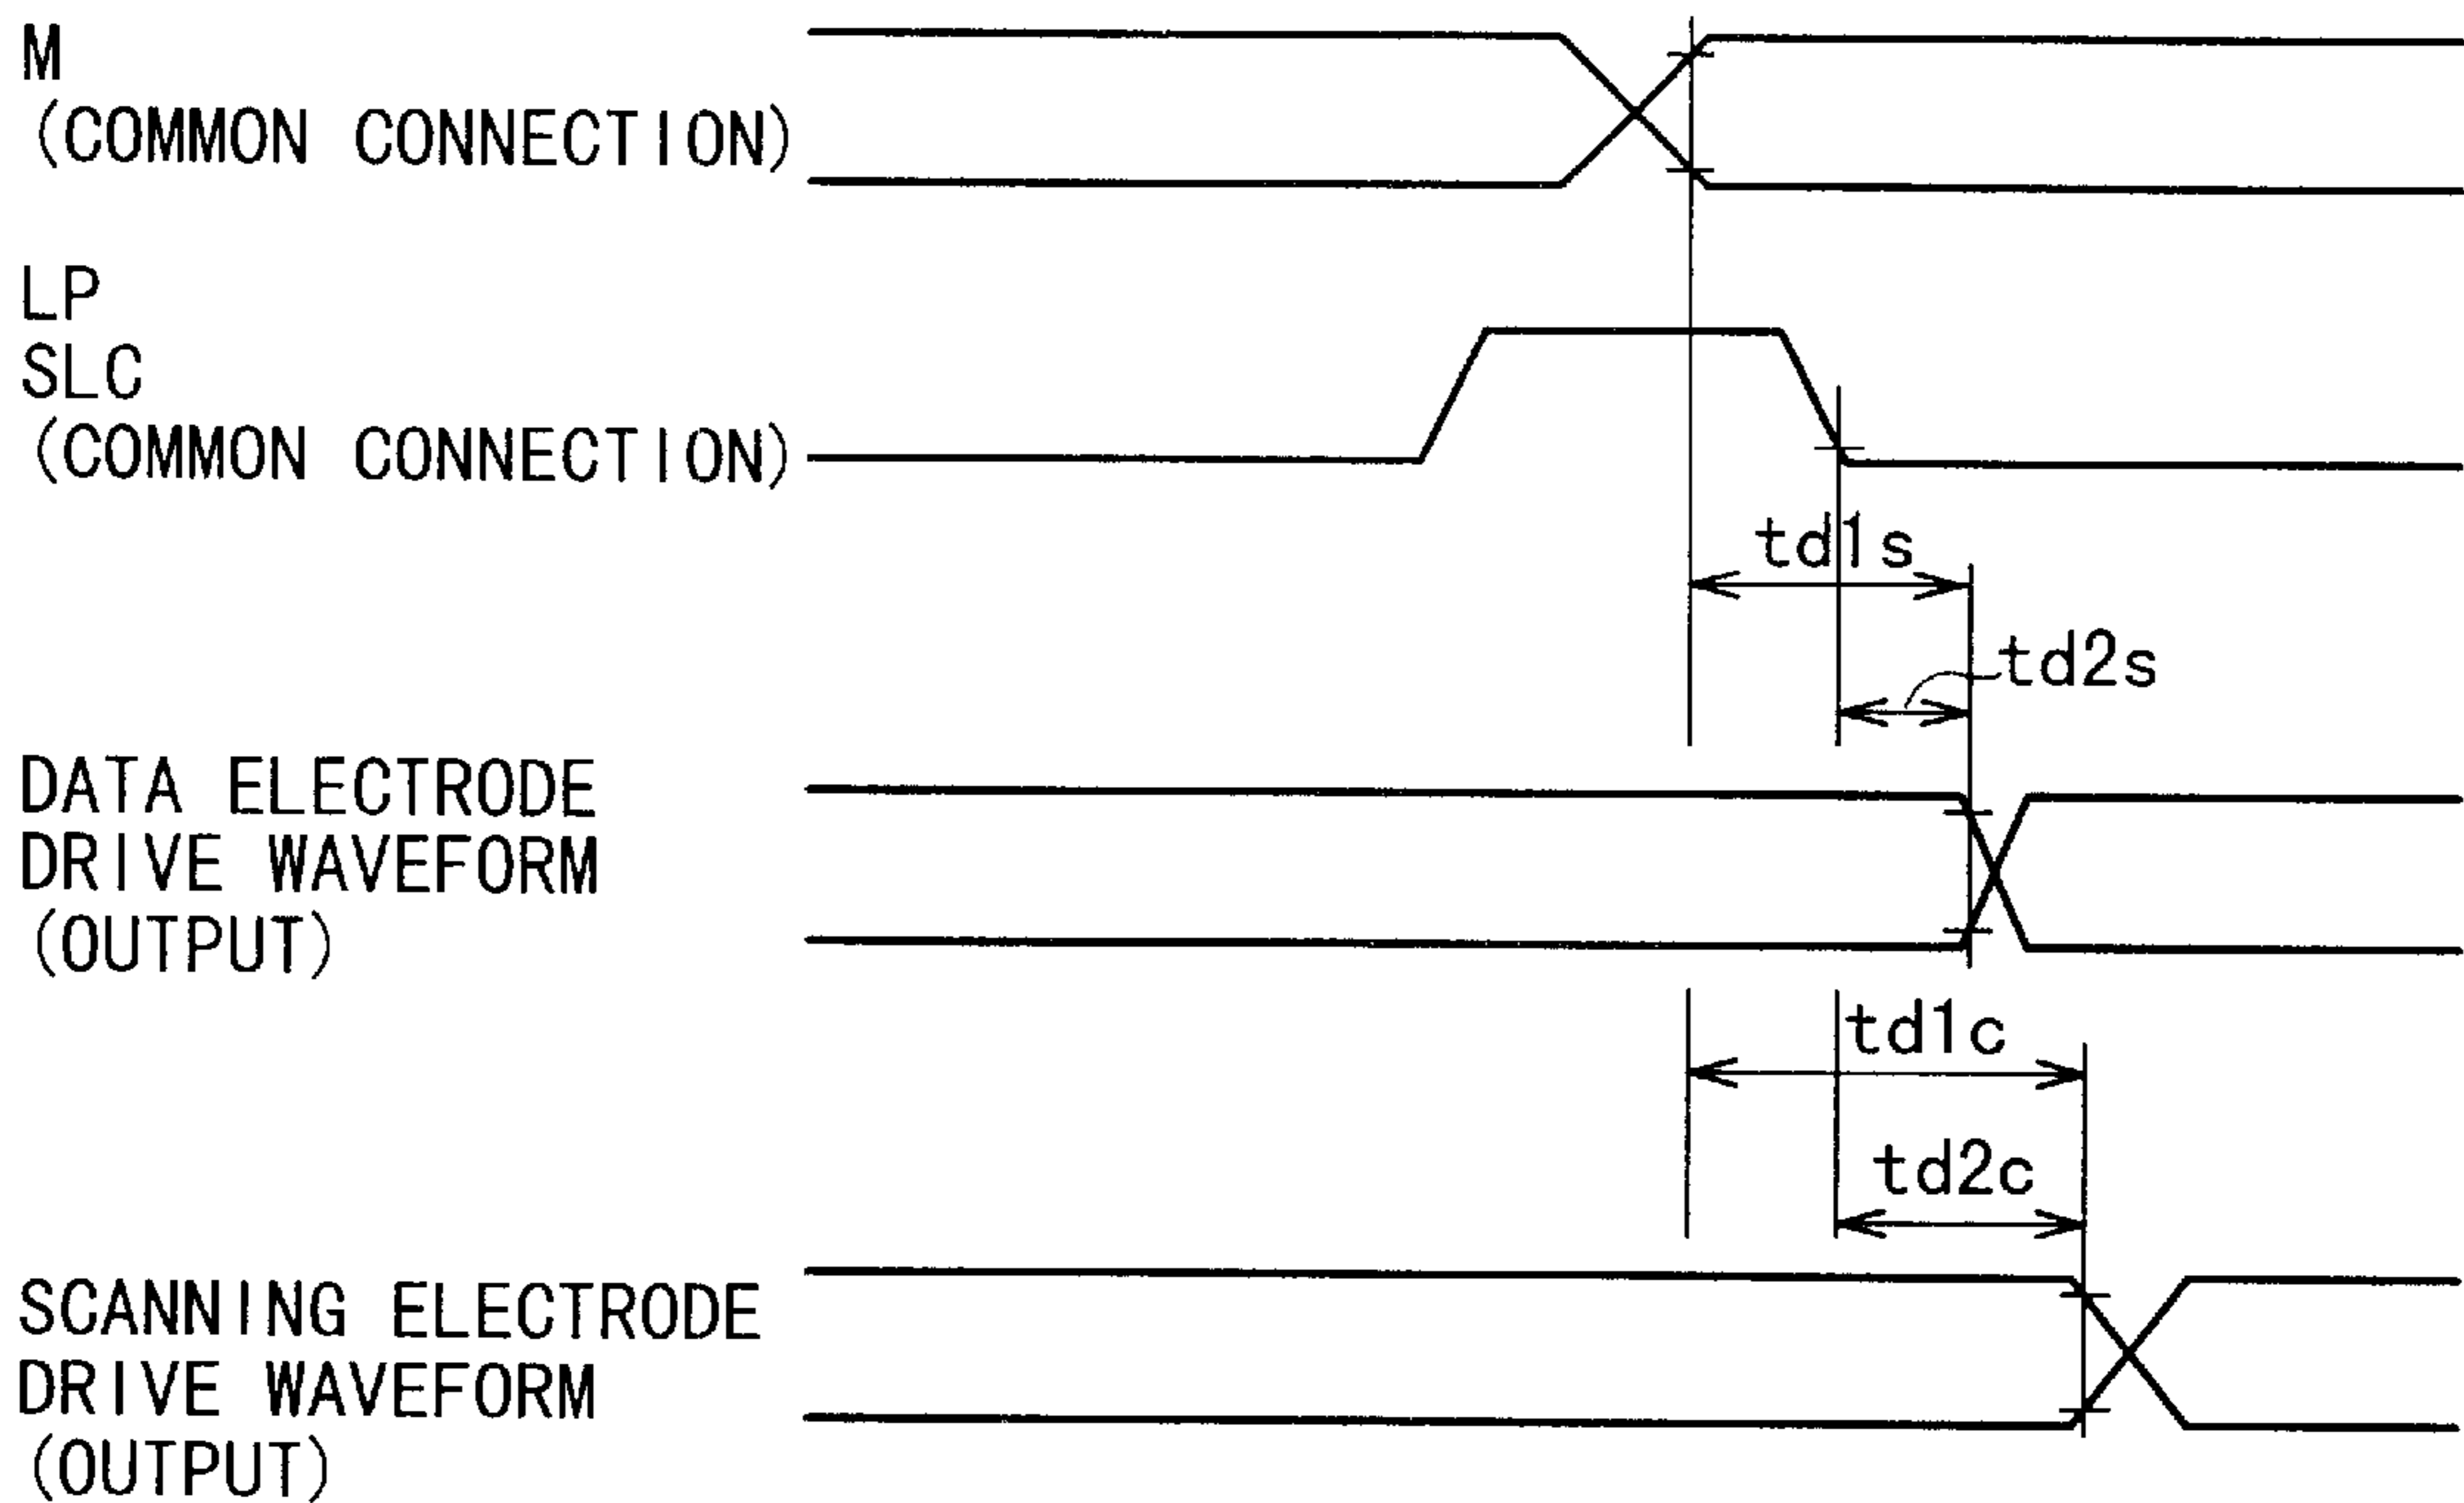 M
(COMMON CONNECTION)
LP
SLC
(COMMON CONNECTION)
td1s
td2s
DATA ELECTRODE
DRIVE WAVEFORM
(OUTPUT)
td1c
td2c
SCANNING ELECTRODE
DRIVE WAVEFORM
(OUTPUT)